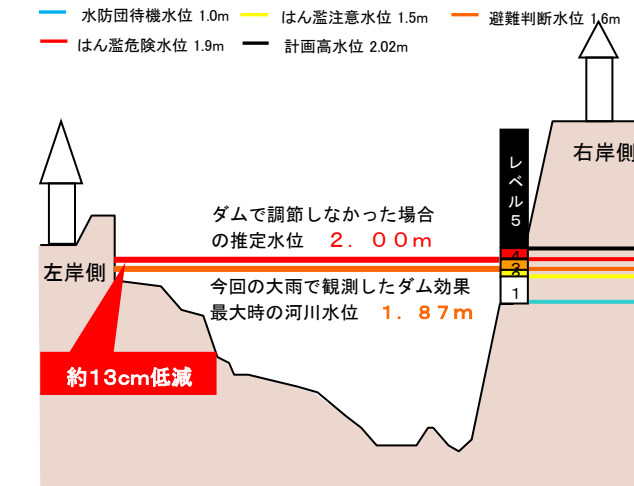 水防団待機水位 1.0m はん濫注意水位 1.5m 避難判断水位 1.6m
はん濫危険水位 1.9m 計画高水位 2.02m
右岸側
レベル5
ダムで調節しなかった場合
の推定水位 2.00m
4
3
2
1
左岸側
今回の大雨で観測したダム効果
最大時の河川水位 1.87m
約13cm低減